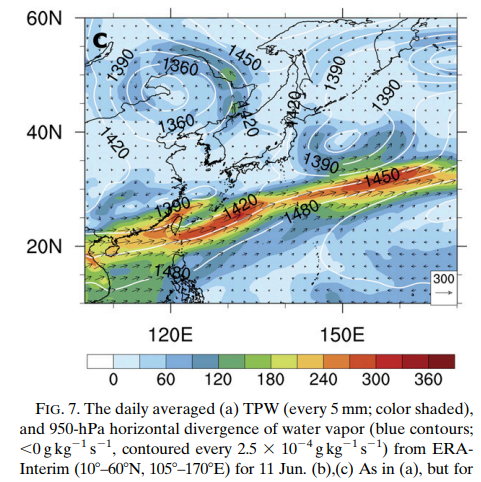 60N
c
1390
1360
1450
1390
1390
1420
1360
1420
1420
40N
1390
1450
1390
1420
1480
20N
1480
300
120E
150E
0 60 120 180 240 300 360
FIG. 7. The daily averaged (a) TPW (every 5 mm; color shaded),
and 950-hPa horizontal divergence of water vapor (blue contours;
<0 g kg⁻¹ s⁻¹, contoured every 2.5 × 10⁻⁴ g kg⁻¹ s⁻¹) from ERA-
Interim (10°–60°N, 105°–170°E) for 11 Jun. (b),(c) As in (a), but for